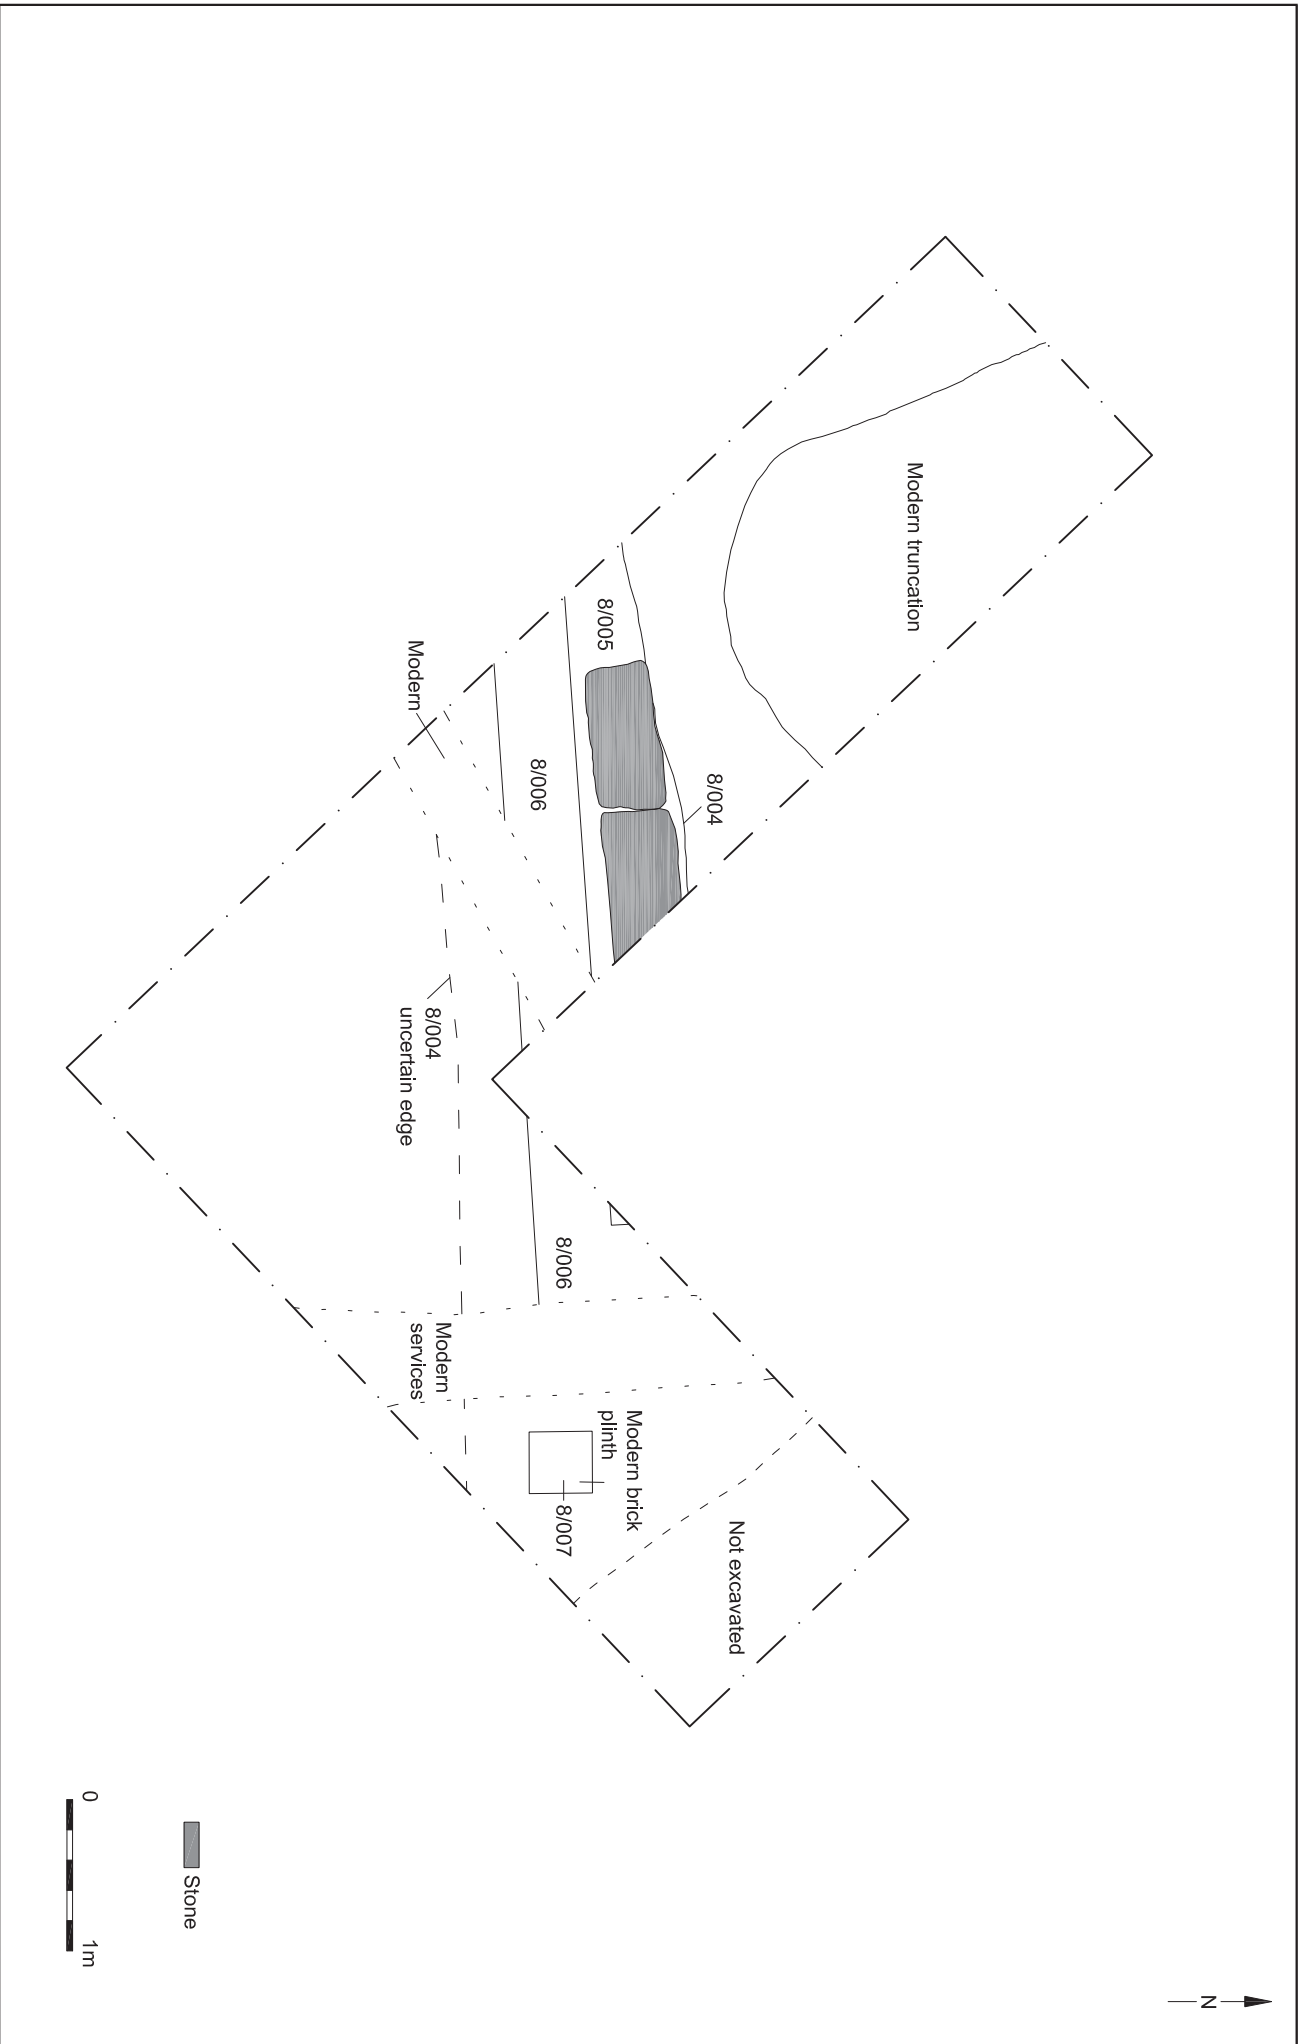 Modern truncation
8/005
8/004
8/006
Modern
8/004
uncertain edge
8/006
Modern
services
Modern brick
plinth
8/007
Not excavated
Stone
0
1m
N